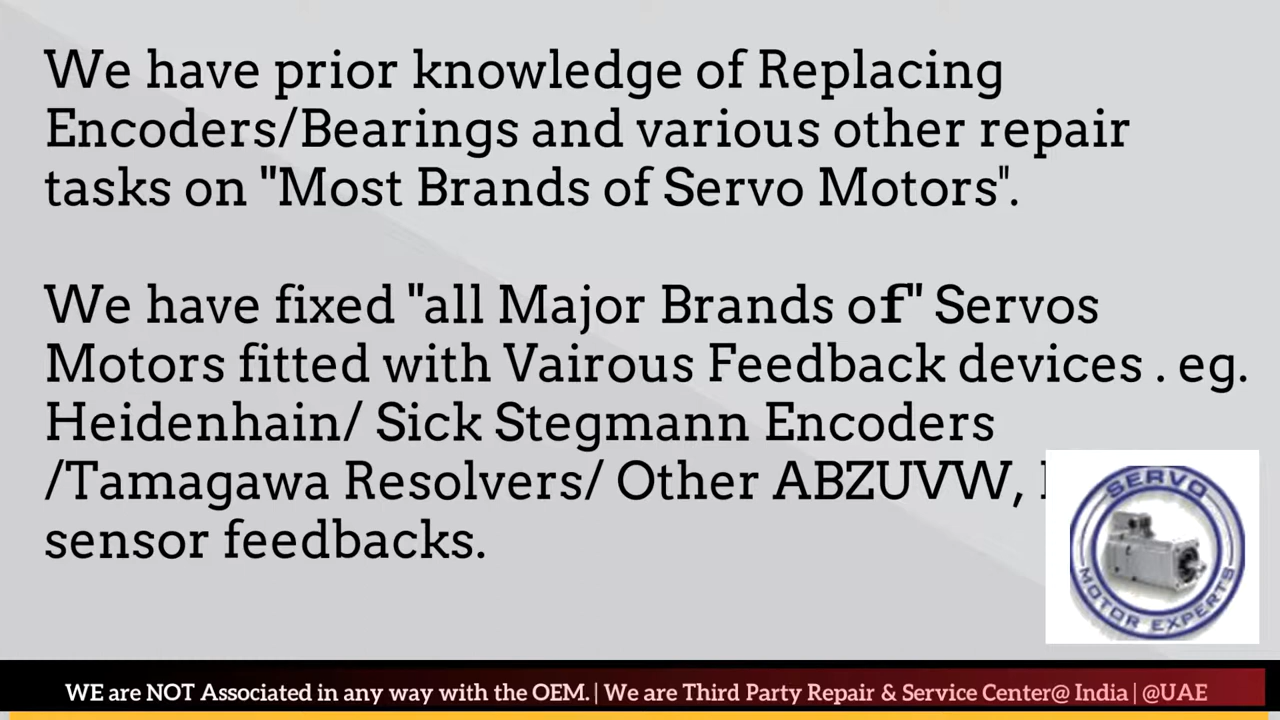 We have prior knowledge of Replacing
Encoders/Bearings and various other repair
tasks on "Most Brands of Servo Motors".
We have fixed "all Major Brands of" Servos
Motors fitted with Vairous Feedback devices . eg.
Heidenhain/ Sick Stegmann Encoders
/Tamagawa Resolvers/ Other ABZUVW,
sensor feedbacks.
SERVO
MOTOR EXPERTS
WE are NOT Associated in any way with the OEM. | We are Third Party Repair & Service Center@ India | @UAE